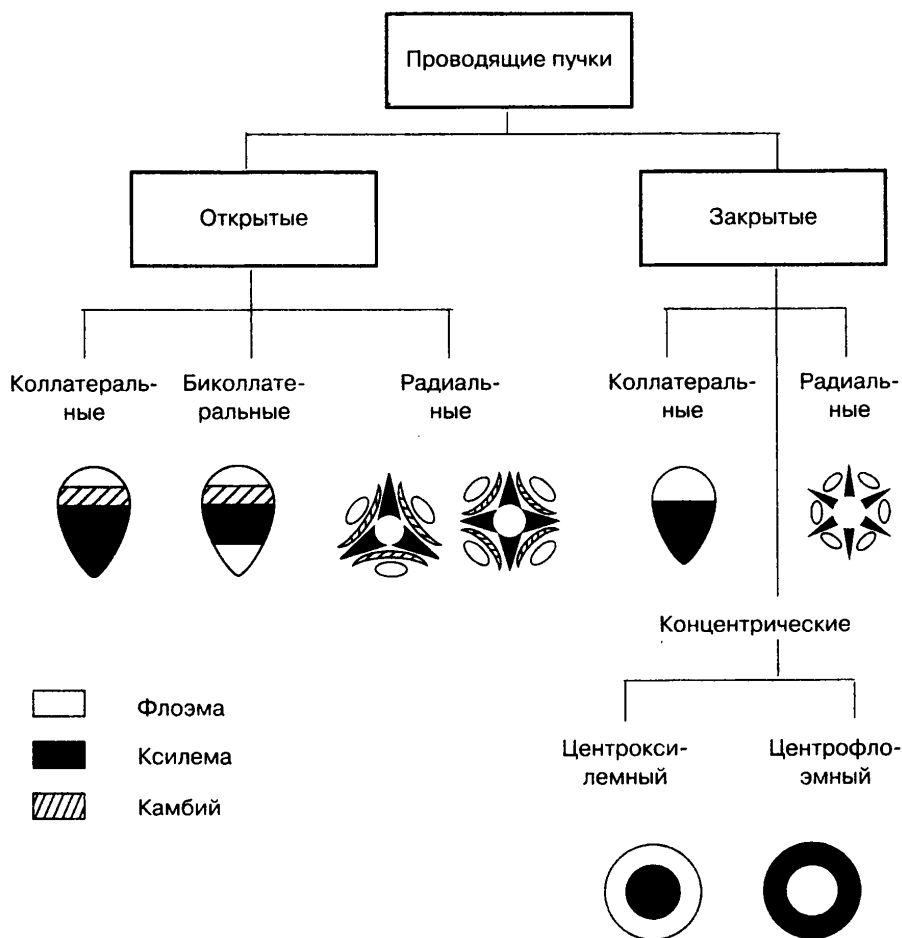 Проводящие пучки
Открытые
Закрытые
Коллатераль-
ные
Биколлате-
ральные
Радиаль-
ные
Коллатераль-
ные
Радиаль-
ные
Концентрические
Флоэма
Ксилема
Камбий
Центрокси-
лемный
Центрофло-
эмный